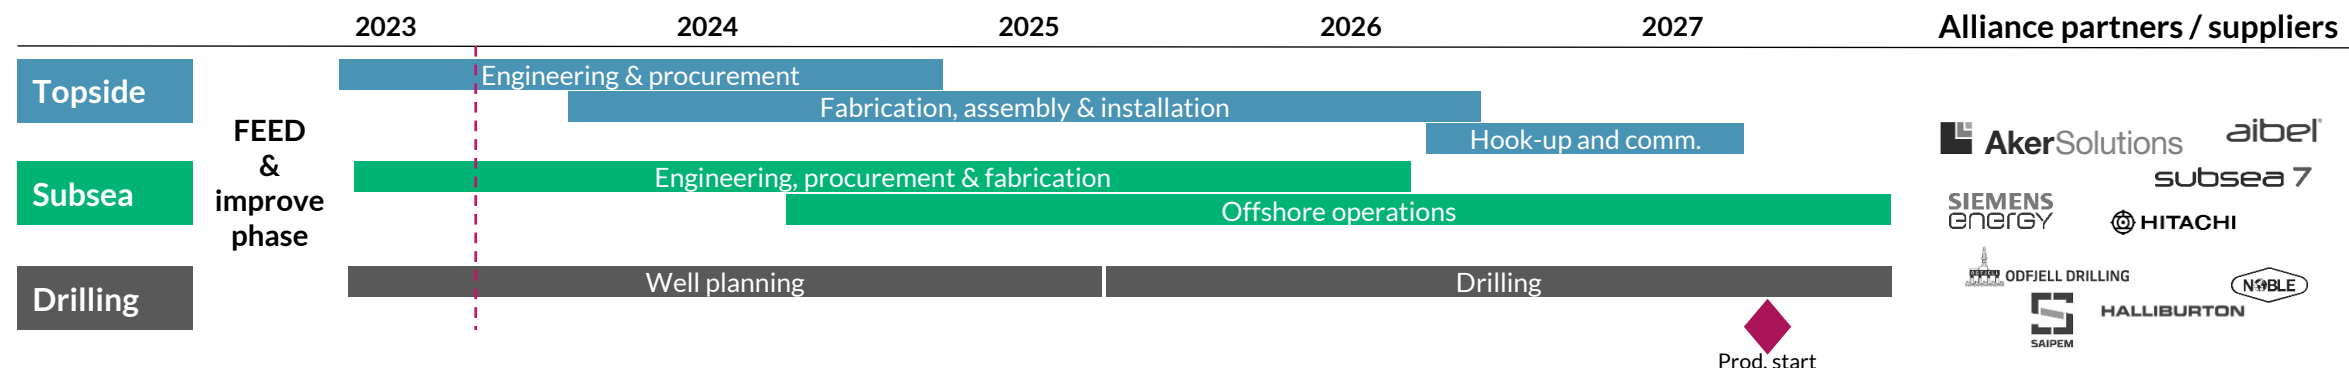 2023 2024 2025 2026 2027 Alliance partners / suppliers
Topside
Engineering & procurement
Fabrication, assembly & installation
Hook-up and comm.
FEED
&
improve
phase
Subsea
Engineering, procurement & fabrication
Offshore operations
Drilling
Well planning
Drilling
Prod. start
AkerSolutions
aibel
subsea 7
SIEMENS
energy
HITACHI
ODFJELL DRILLING
NOBLE
HALLIBURTON
SAIPEM